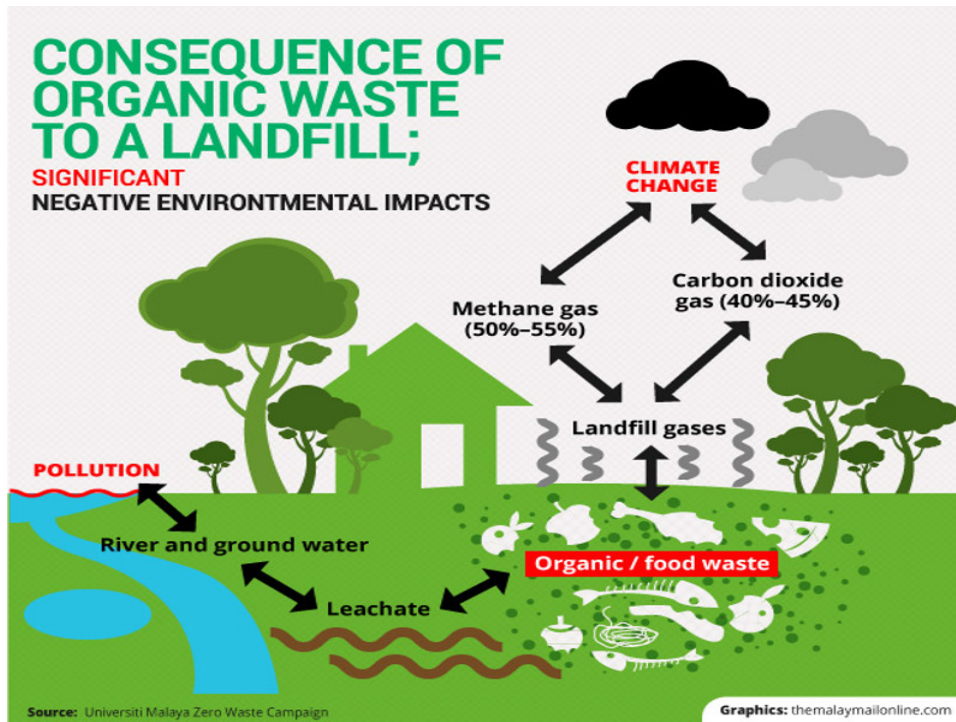 CONSEQUENCE OF
ORGANIC WASTE
TO A LANDFILL;
SIGNIFICANT
NEGATIVE ENVIRONTMENTAL IMPACTS
CLIMATE
CHANGE
Methane gas
(50%–55%)
Carbon dioxide
gas (40%–45%)
Landfill gases
POLLUTION
River and ground water
Organic / food waste
Leachate
Source: Universiti Malaya Zero Waste Campaign
Graphics: themalaymailonline.com